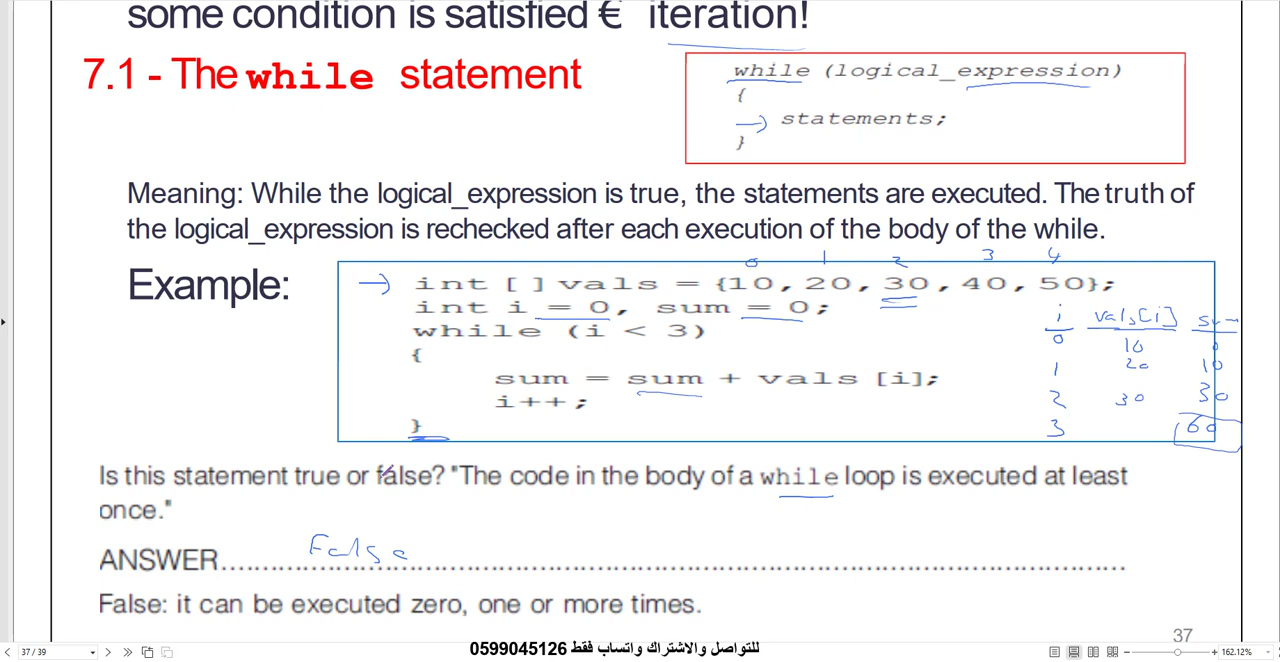 some condition is satisfied € iteration!
7.1 - The while statement
while (logical_expression)
{
statements;
}
Meaning: While the logical_expression is true, the statements are executed. The truth of
the logical_expression is rechecked after each execution of the body of the while.
0 1 2 3 4
Example:
int [ ] vals = {10, 20, 30, 40, 50};
int i = 0, sum = 0;
while (i < 3)
{
sum = sum + vals [i];
i++ ;
}
i vals[i] sum
0 10 0
1 20 10
2 30 30
3 60
Is this statement true or false? "The code in the body of a while loop is executed at least
once."
False
ANSWER..........................................................................................................
False: it can be executed zero, one or more times.
37
للتواصل والاشتراك واتساب فقط 0599045126
37 / 39
162.12%